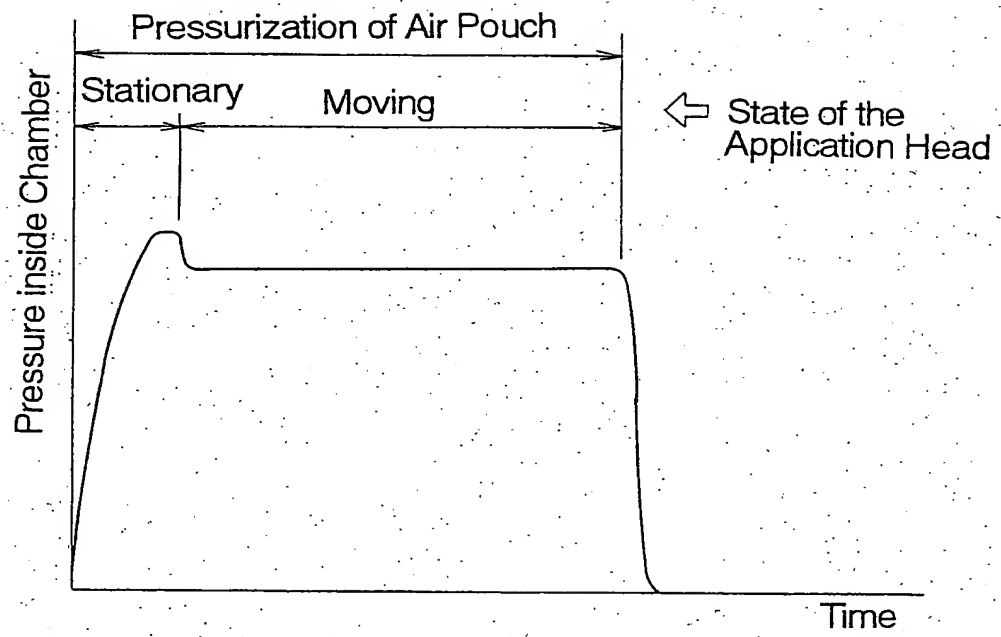 Pressurization of Air Pouch
Stationary
Moving
State of the
Application Head
Pressure inside Chamber
Time